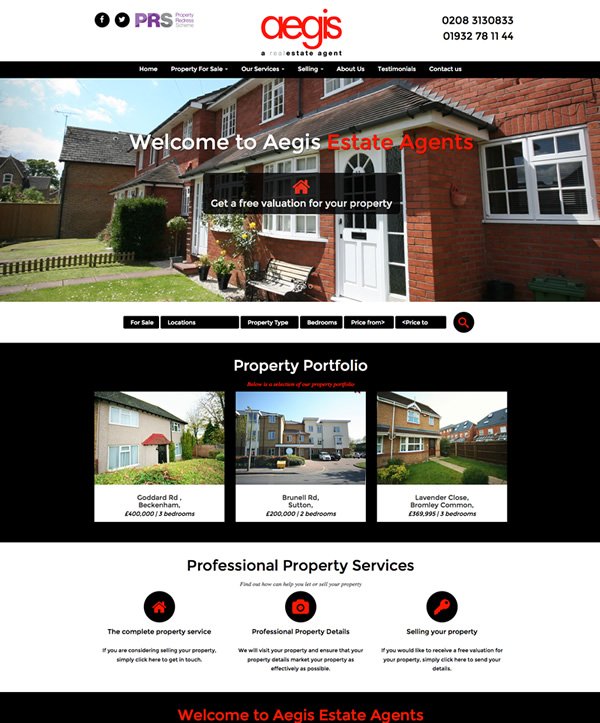 PRS Property
Redress
Scheme
aegis
a realestate agent
0208 3130833
01932 78 11 44
Home Property For Sale Our Services Selling About Us Testimonials Contact us
Welcome to Aegis Estate Agents
Get a free valuation for your property
For Sale Locations Property Type Bedrooms Price from> <Price to
Property Portfolio
Below is a selection of our property portfolio
Goddard Rd ,
Beckenham,
£400,000 | 3 bedrooms
Brunell Rd,
Sutton,
£200,000 | 2 bedrooms
Lavender Close,
Bromley Common,
£369,995 | 3 bedrooms
Professional Property Services
Find out how can help you let or sell your property
The complete property service
If you are considering selling your property,
simply click here to get in touch.
Professional Property Details
We will visit your property and ensure that your
property details market your property as
effectively as possible.
Selling your property
If you would like to receive a free valuation for
your property, simply click here to send your
details.
Welcome to Aegis Estate Agents